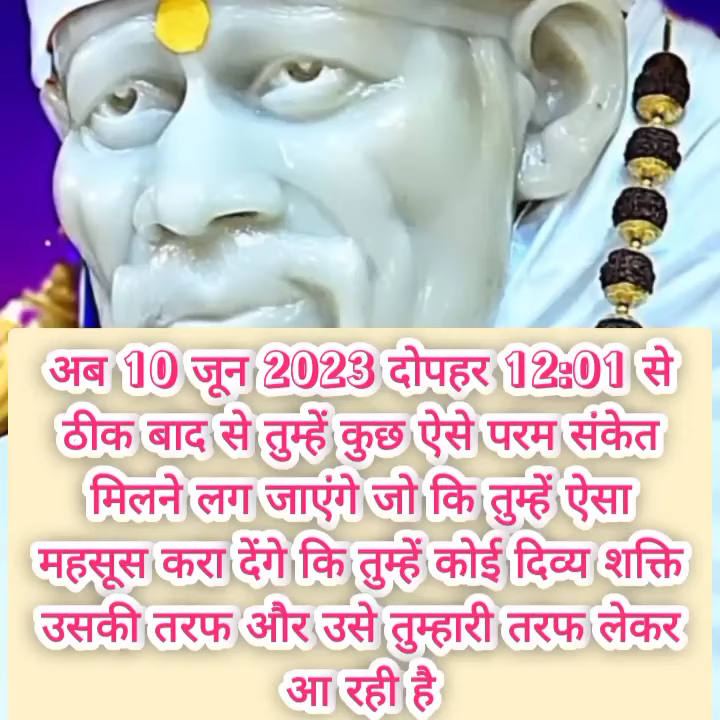 अब 10 जून 2023 दोपहर 12:01 से
ठीक बाद से तुम्हें कुछ ऐसे परम संकेत
मिलने लग जाएंगे जो कि तुम्हें ऐसा
महसूस करा देंगे कि तुम्हें कोई दिव्य शक्ति
उसकी तरफ और उसे तुम्हारी तरफ लेकर
आ रही है